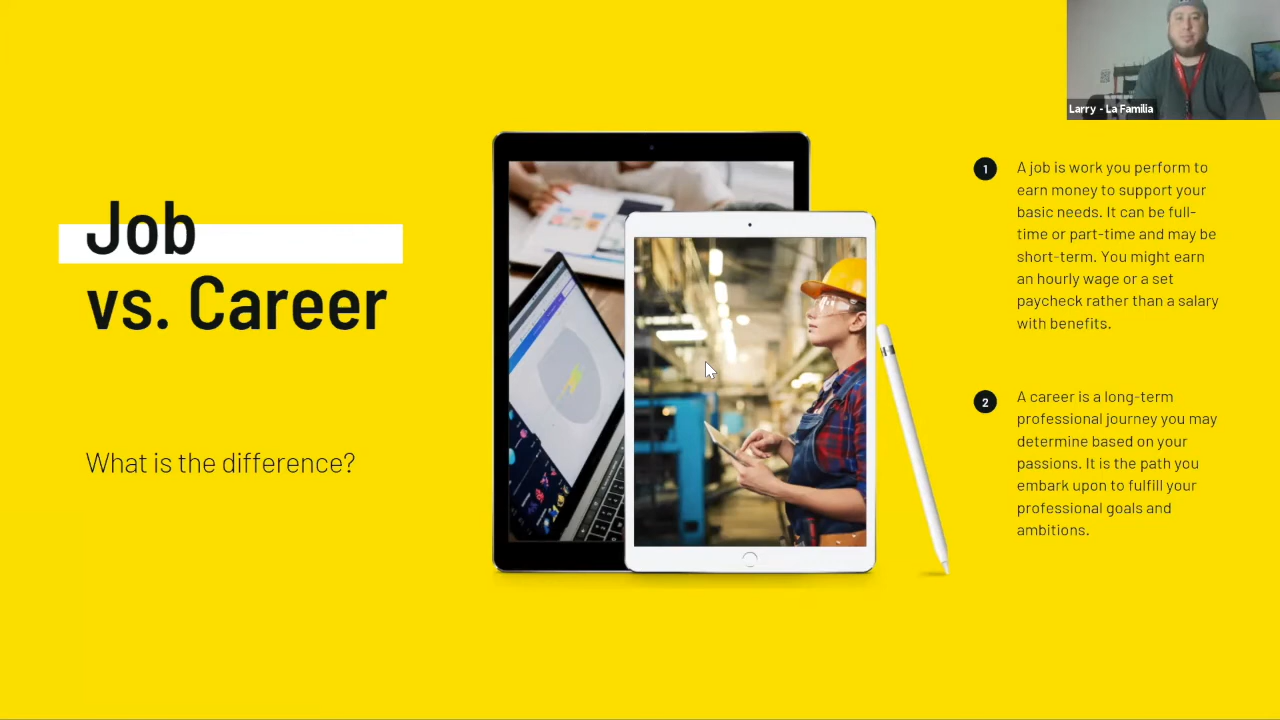 Larry - La Familia
Job
vs. Career
What is the difference?
1
A job is work you perform to
earn money to support your
basic needs. It can be full-
time or part-time and may be
short-term. You might earn
an hourly wage or a set
paycheck rather than a salary
with benefits.
2
A career is a long-term
professional journey you may
determine based on your
passions. It is the path you
embark upon to fulfill your
professional goals and
ambitions.